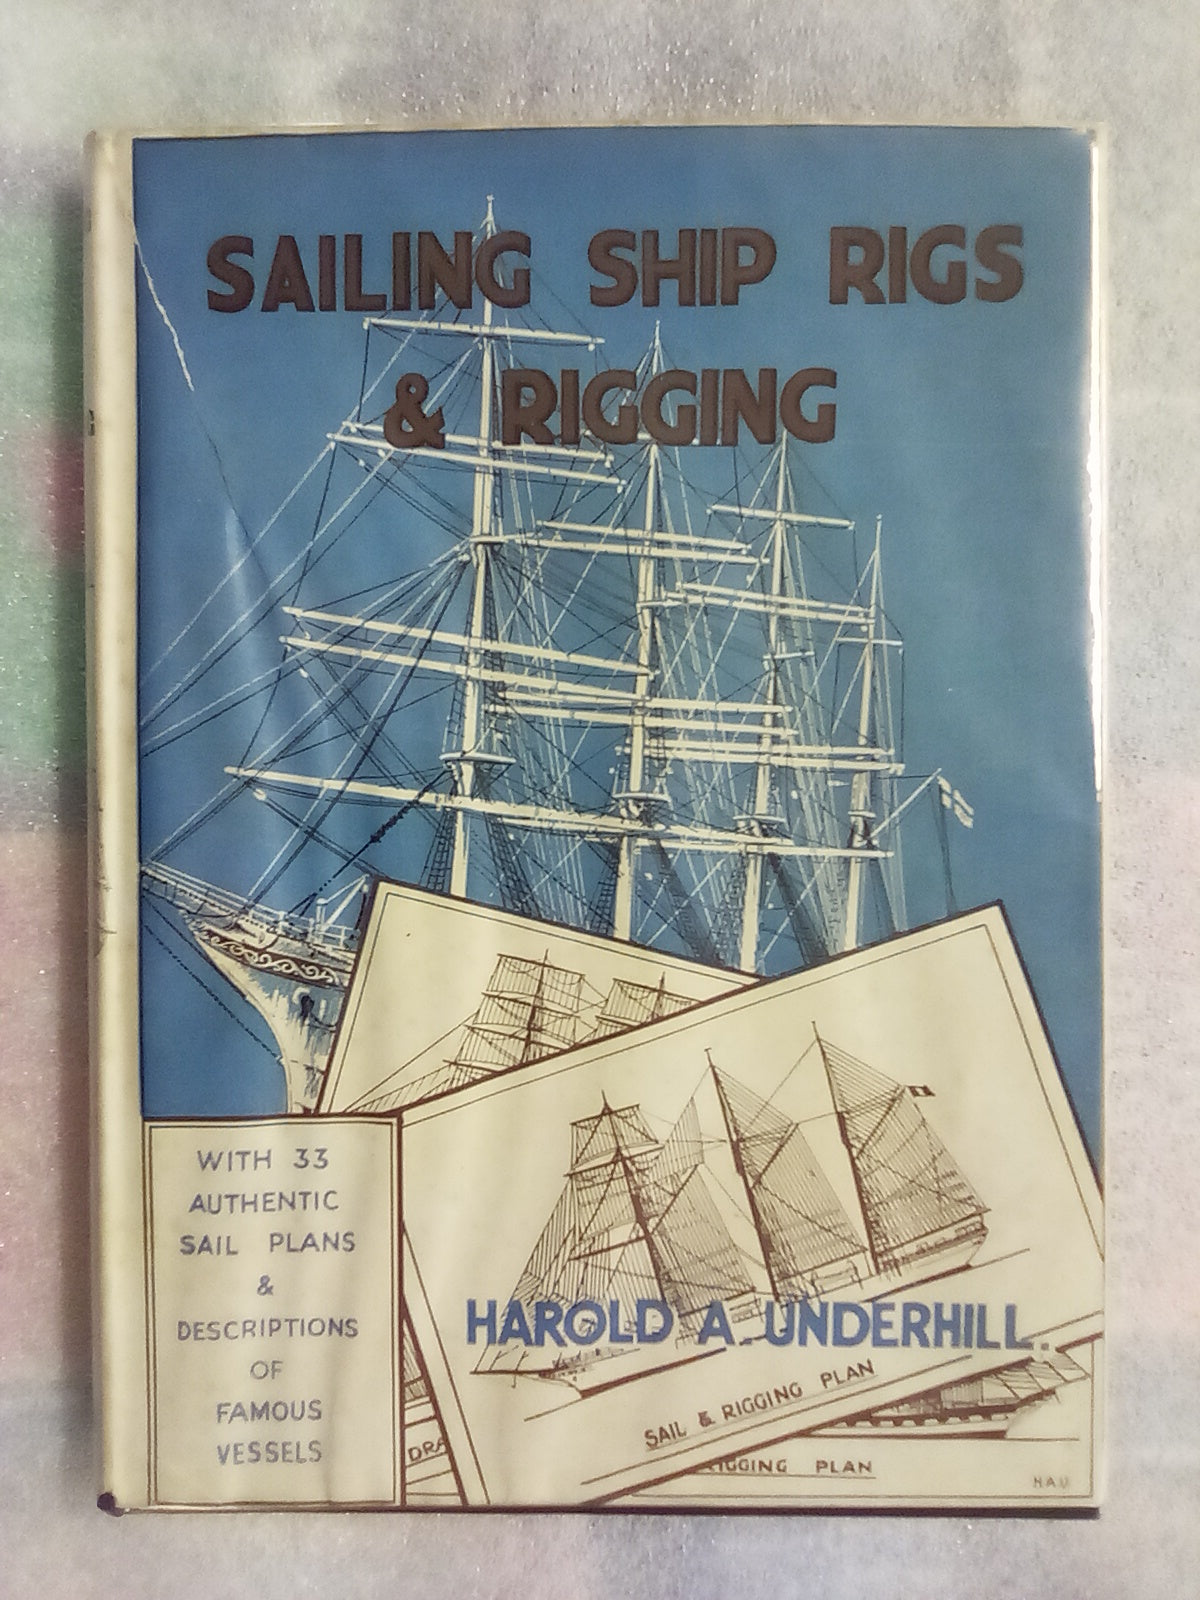 SAILING SHIP RIGS
& RIGGING
WITH 33
AUTHENTIC
SAIL PLANS
&
DESCRIPTIONS
OF
FAMOUS
VESSELS
HAROLD A. UNDERHILL.
SAIL & RIGGING PLAN
DRA
RIGGING PLAN
H.A.U.